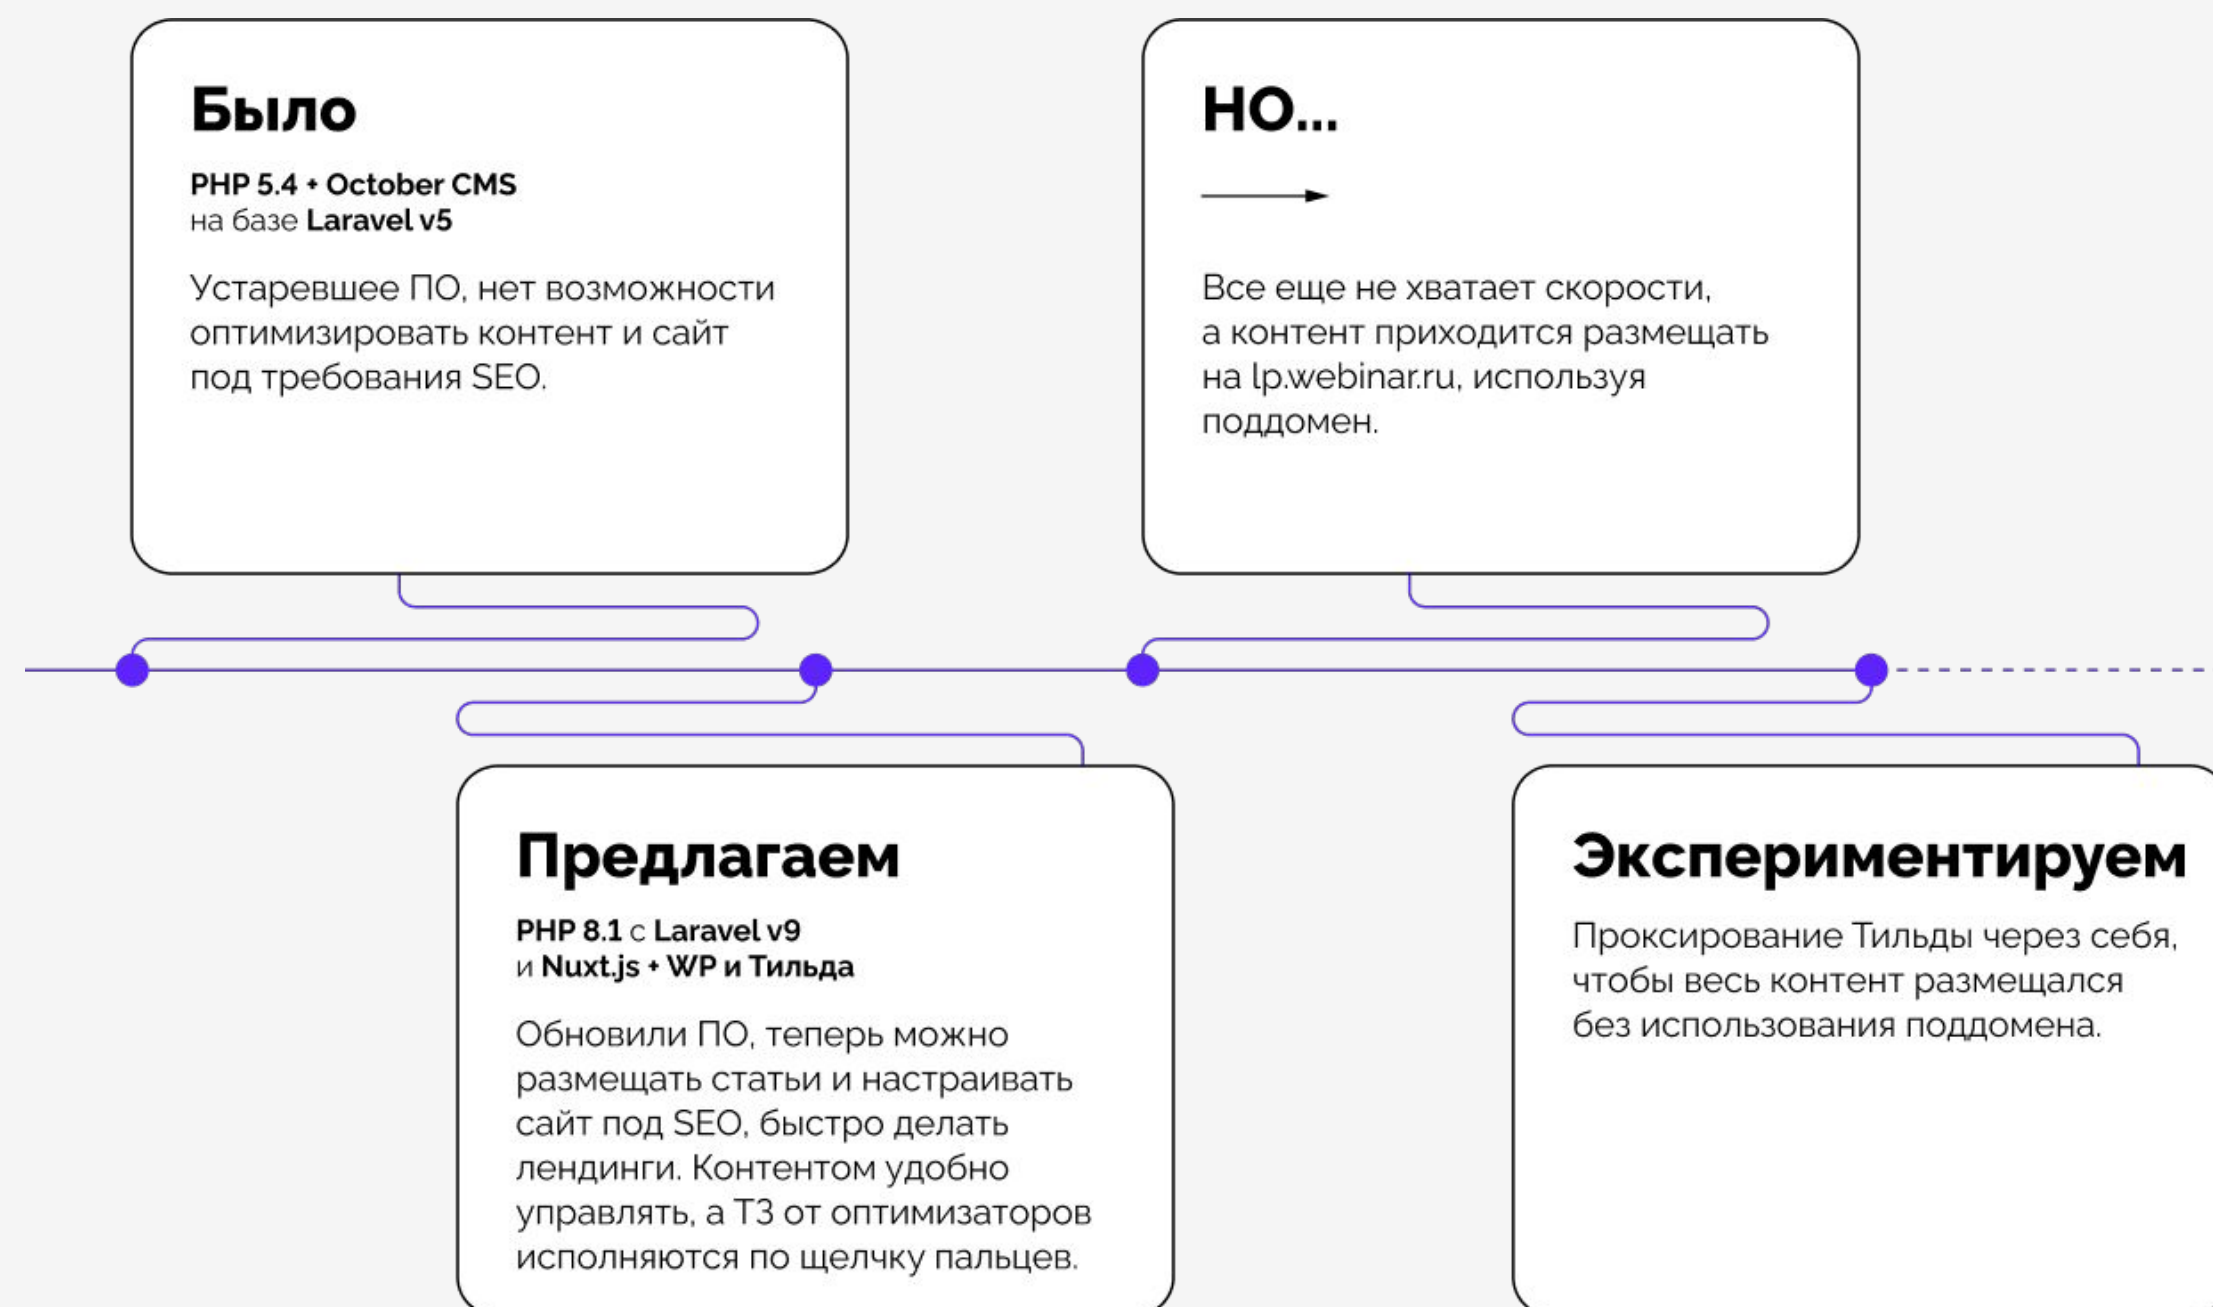 Было
PHP 5.4 + October CMS
на базе Laravel v5
Устаревшее ПО, нет возможности
оптимизировать контент и сайт
под требования SEO.
Предлагаем
PHP 8.1 с Laravel v9
и Nuxt.js + WP и Тильда
Обновили ПО, теперь можно
размещать статьи и настраивать
сайт под SEO, быстро делать
лендинги. Контентом удобно
управлять, а ТЗ от оптимизаторов
исполняются по щелчку пальцев.
НО...
Все еще не хватает скорости,
а контент приходится размещать
на lp.webinar.ru, используя
поддомен.
Экспериментируем
Проксирование Тильды через себя,
чтобы весь контент размещался
без использования поддомена.